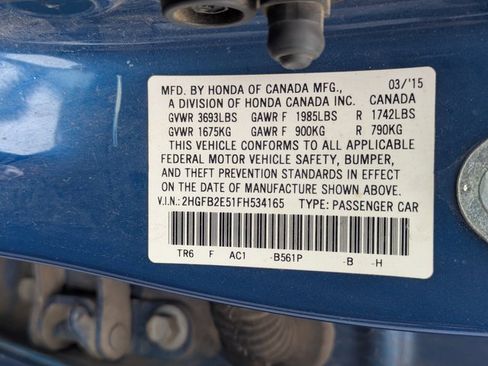 MFD. BY HONDA OF CANADA MFG., 03/'15
A DIVISION OF HONDA CANADA INC. CANADA
GVWR 3693LBS GAWR F 1985LBS R 1742LBS
GVWR 1675KG GAWR F 900KG R 790KG
THIS VEHICLE CONFORMS TO ALL APPLICABLE
FEDERAL MOTOR VEHICLE SAFETY, BUMPER,
AND THEFT PREVENTION STANDARDS IN EFFECT
ON THE DATE OF MANUFACTURE SHOWN ABOVE.
V.I.N.: 2HGFB2E51FH534165 TYPE: PASSENGER CAR
TR6 F AC1 -B561P -B -H